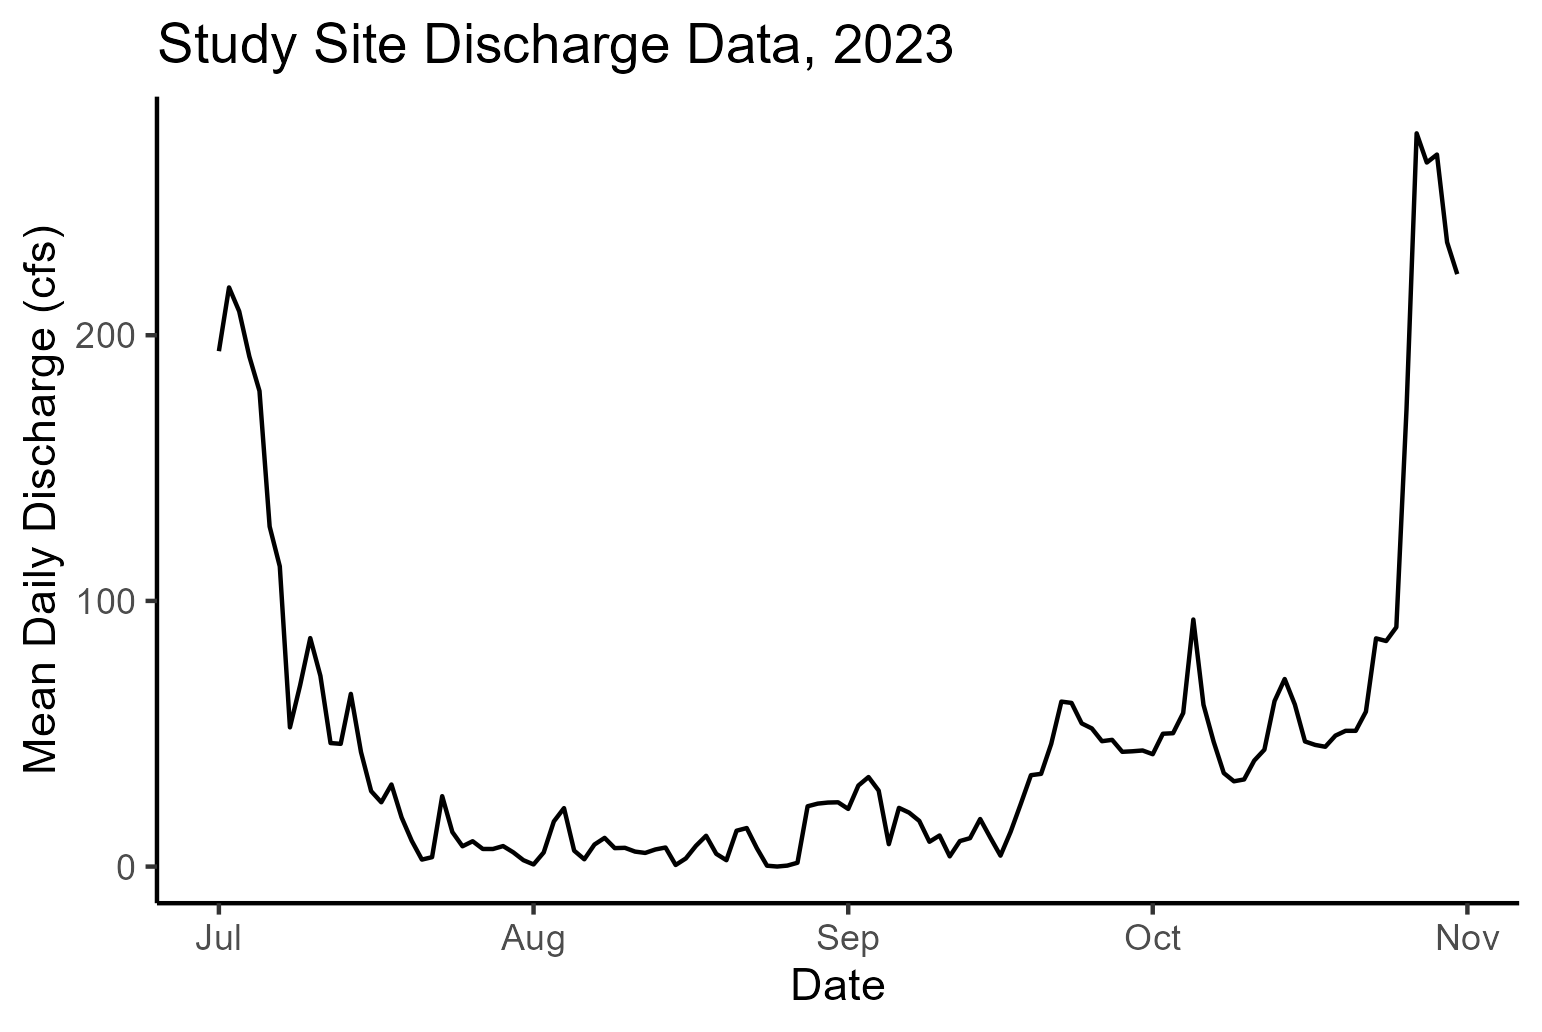 Study Site Discharge Data, 2023
Mean Daily Discharge (cfs)
200
100
0
Jul Aug Sep Oct Nov
Date